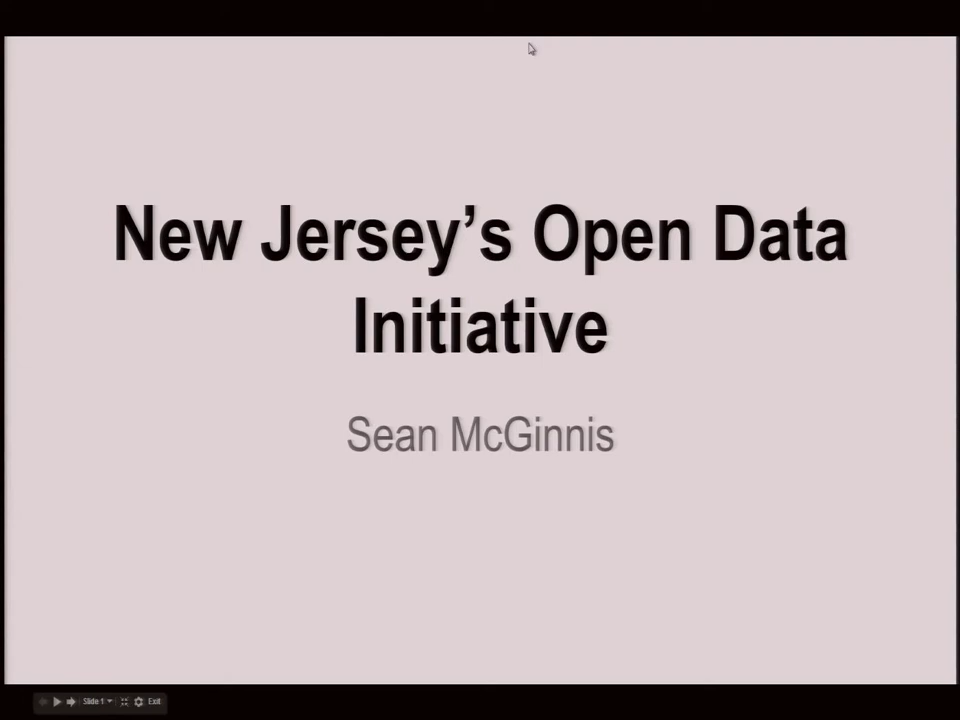 New Jersey’s Open Data
Initiative
Sean McGinnis
Slide 1
Exit